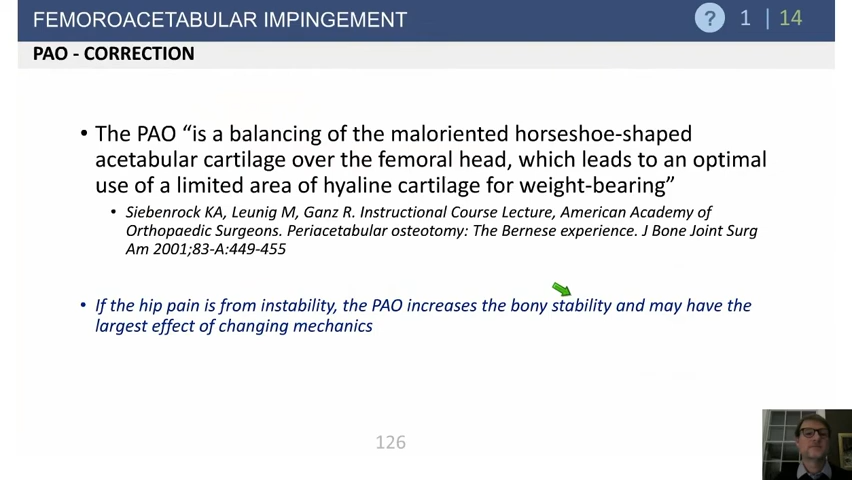 FEMOROACETABULAR IMPINGEMENT
? 1 | 14
PAO - CORRECTION
• The PAO “is a balancing of the maloriented horseshoe-shaped
acetabular cartilage over the femoral head, which leads to an optimal
use of a limited area of hyaline cartilage for weight-bearing”
• Siebenrock KA, Leunig M, Ganz R. Instructional Course Lecture, American Academy of
Orthopaedic Surgeons. Periacetabular osteotomy: The Bernese experience. J Bone Joint Surg
Am 2001;83-A:449-455
• If the hip pain is from instability, the PAO increases the bony stability and may have the
largest effect of changing mechanics
126